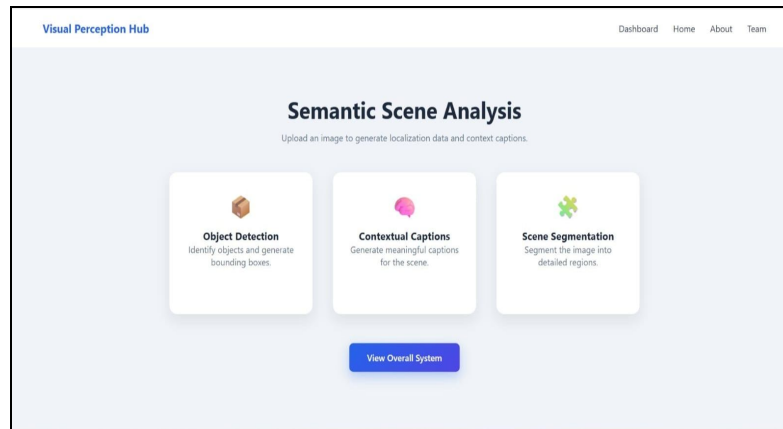 Visual Perception Hub
Dashboard Home About Team
Semantic Scene Analysis
Upload an image to generate localization data and context captions.
Object Detection
Identify objects and generate
bounding boxes.
Contextual Captions
Generate meaningful captions
for the scene.
Scene Segmentation
Segment the image into
detailed regions.
View Overall System